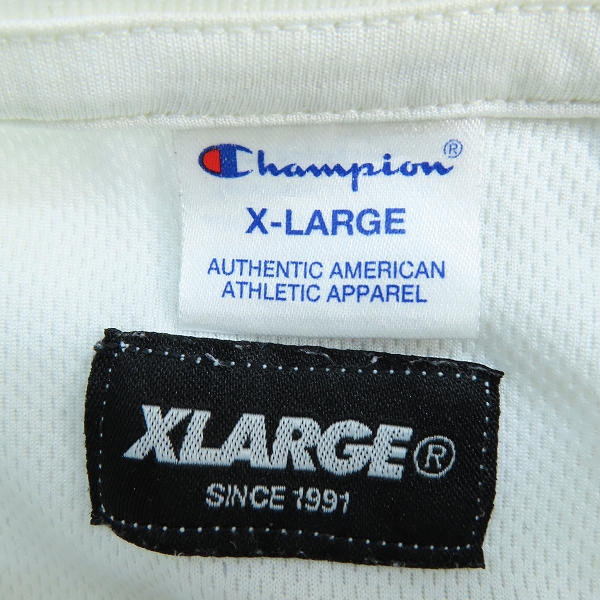 Champion®
X-LARGE
AUTHENTIC AMERICAN
ATHLETIC APPAREL
XLARGE®
SINCE 1991